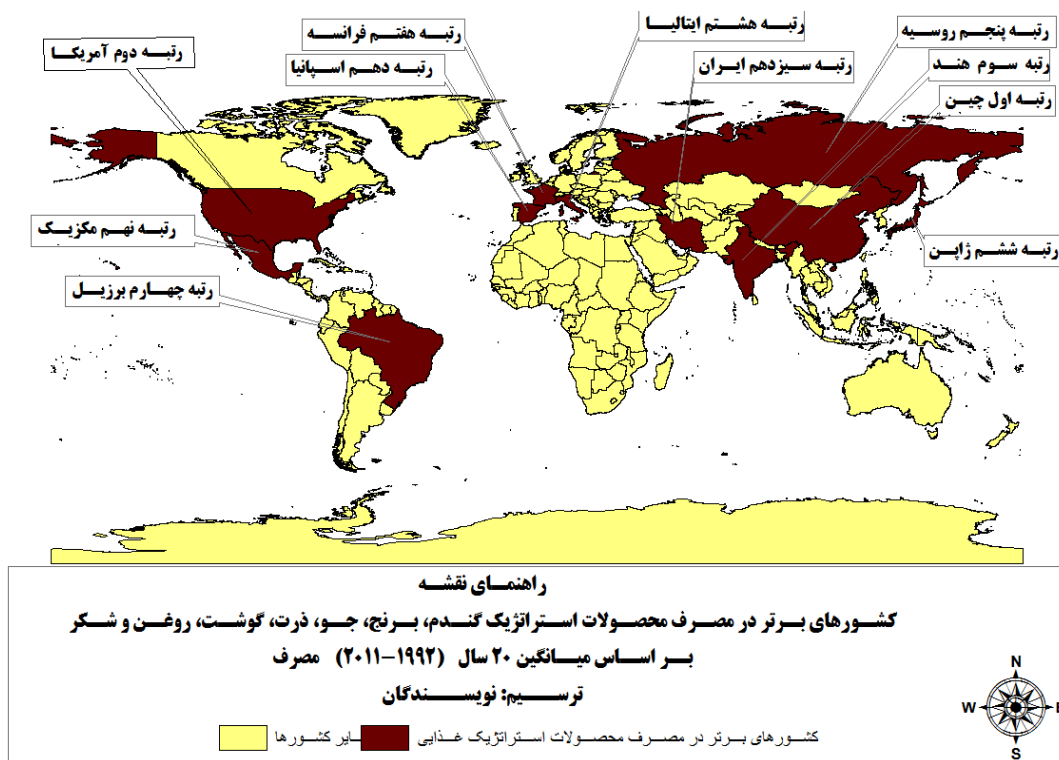 رتبه هشتم ایتالیا
رتبه هفتم فرانسه
رتبه پنجم روسیه
رتبه دوم آمریکا
رتبه سوم هند
رتبه سیزدهم ایران
رتبه دهم اسپانیا
رتبه اول چین
رتبه نهم مکزیک
رتبه ششم ژاپن
رتبه چهارم برزیل
راهنمای نقشه
کشورهای برتر در مصرف محصولات استراتژیک گندم، برنج، جو، ذرت، گوشت، روغن و شکر
بر اساس میانگین ۲۰ سال (۱۹۹۲-۲۰۱۱) مصرف
ترسیم: نویسندگان
کشورهای برتر در مصرف محصولات استراتژیک غذایی
ایر کشورها
N
W E
S